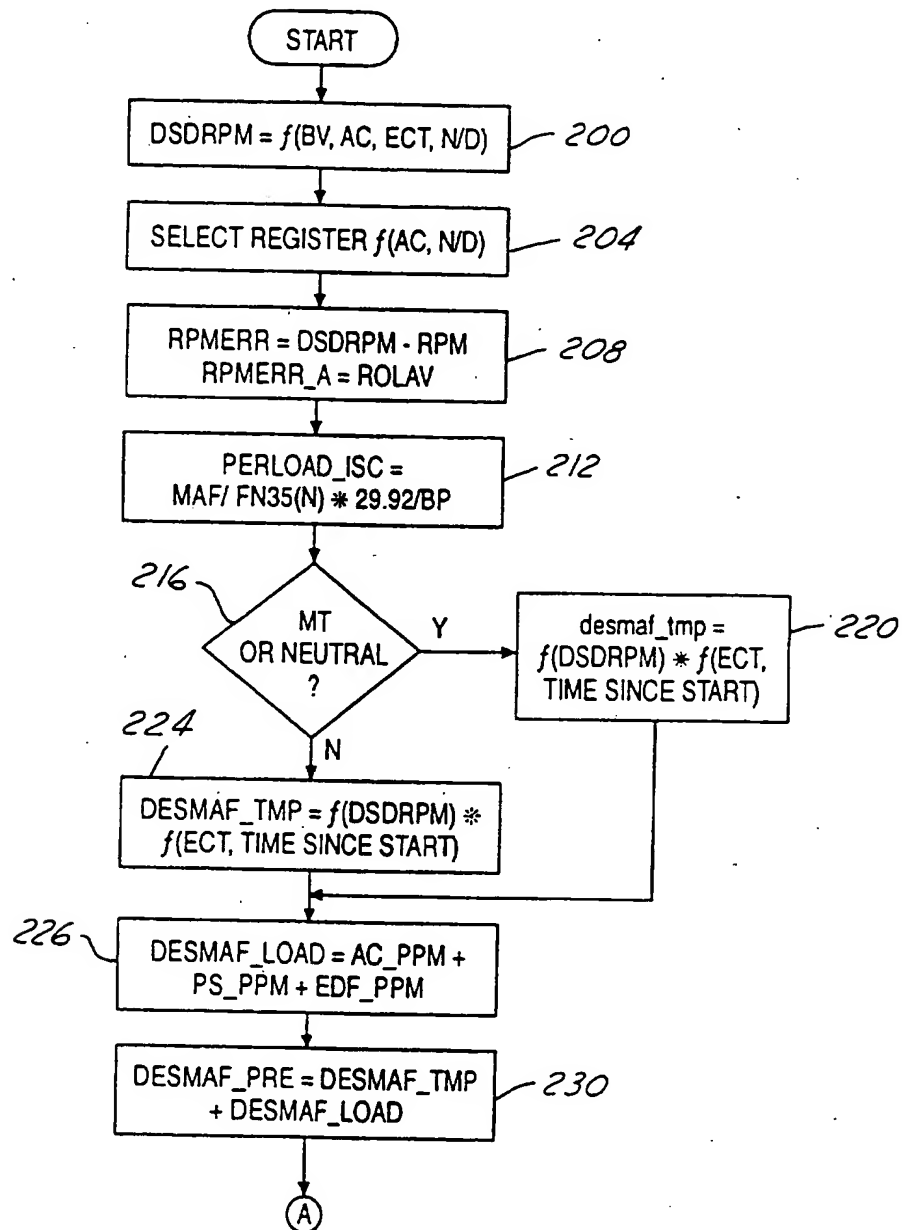 START
DSDRPM = f(BV, AC, ECT, N/D)
200
SELECT REGISTER f(AC, N/D)
204
RPMERR = DSDRPM - RPM
RPMERR_A = ROLAV
208
PERLOAD_ISC =
MAF/ FN35(N) * 29.92/BP
212
216
MT
OR NEUTRAL
?
Y
desmaf_tmp =
f(DSDRPM) * f(ECT,
TIME SINCE START)
220
N
224
DESMAF_TMP = f(DSDRPM) *
f(ECT, TIME SINCE START)
226
DESMAF_LOAD = AC_PPM +
PS_PPM + EDF_PPM
DESMAF_PRE = DESMAF_TMP
+ DESMAF_LOAD
230
A